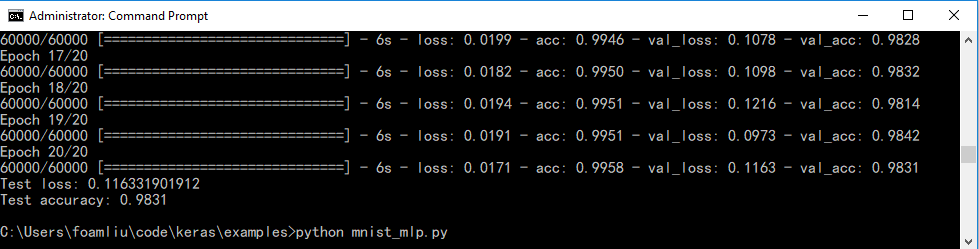 Administrator: Command Prompt
60000/60000 [==============================] - 6s - loss: 0.0199 - acc: 0.9946 - val_loss: 0.1078 - val_acc: 0.9828
Epoch 17/20
60000/60000 [==============================] - 6s - loss: 0.0182 - acc: 0.9950 - val_loss: 0.1098 - val_acc: 0.9832
Epoch 18/20
60000/60000 [==============================] - 6s - loss: 0.0194 - acc: 0.9951 - val_loss: 0.1216 - val_acc: 0.9814
Epoch 19/20
60000/60000 [==============================] - 6s - loss: 0.0191 - acc: 0.9951 - val_loss: 0.0973 - val_acc: 0.9842
Epoch 20/20
60000/60000 [==============================] - 6s - loss: 0.0171 - acc: 0.9958 - val_loss: 0.1163 - val_acc: 0.9831
Test loss: 0.116331901912
Test accuracy: 0.9831
C:\Users\foamliu\code\keras\examples>python mnist_mlp.py